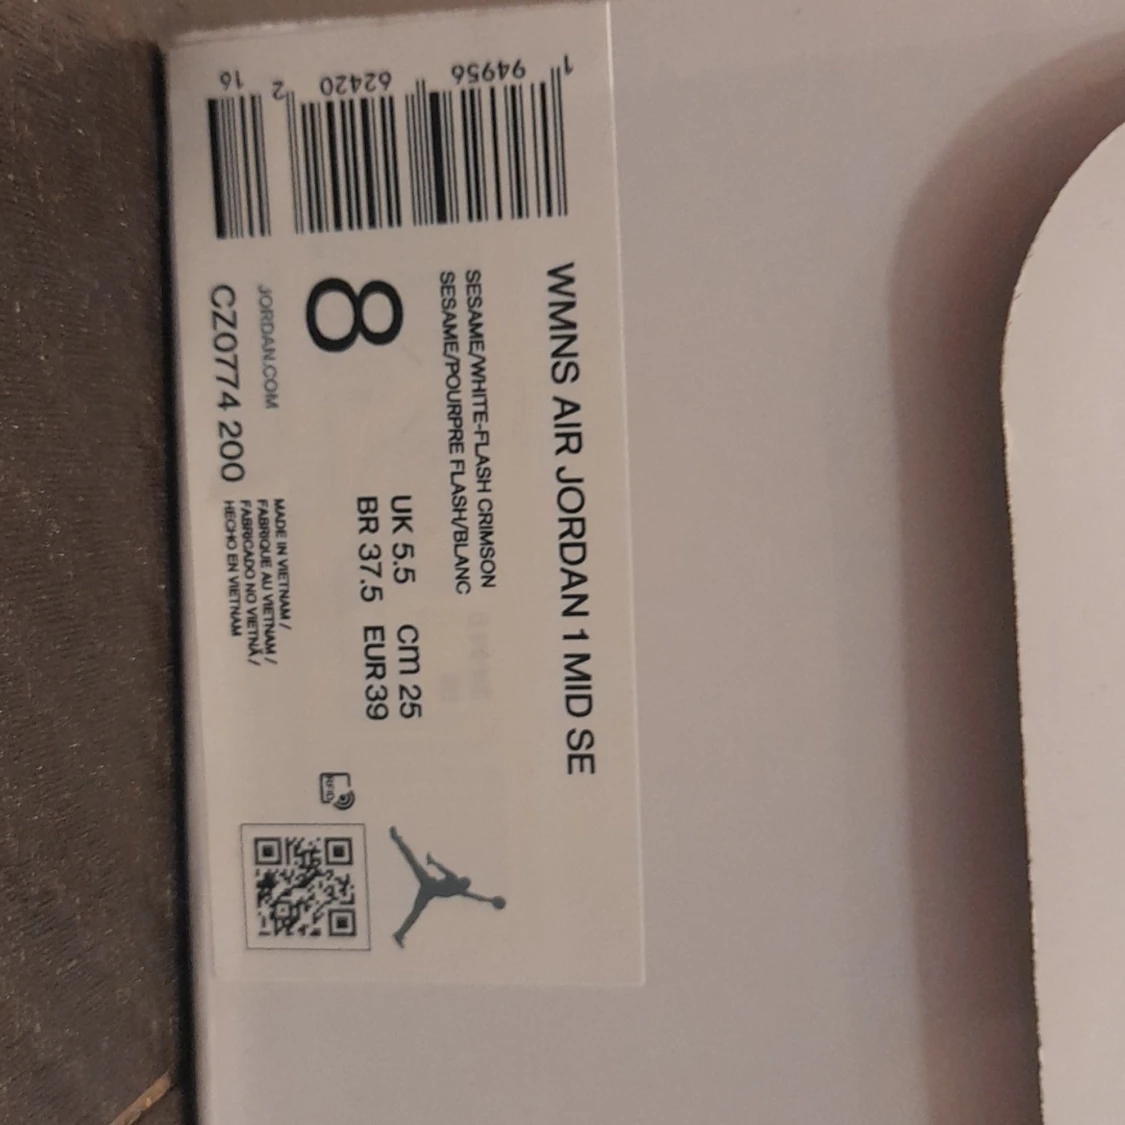 WMNS AIR JORDAN 1 MID SE
SESAME/WHITE-FLASH CRIMSON
SESAME/POURPRE FLASH/BLANC
8
UK 5.5 cm 25
BR 37.5 EUR 39
JORDAN.COM
CZ0774 200
MADE IN VIETNAM /
FABRIQUE AU VIETNAM /
FABRICADO NO VIETNÃ /
HECHO EN VIETNAM
RFID
1 94956 62420 2 16